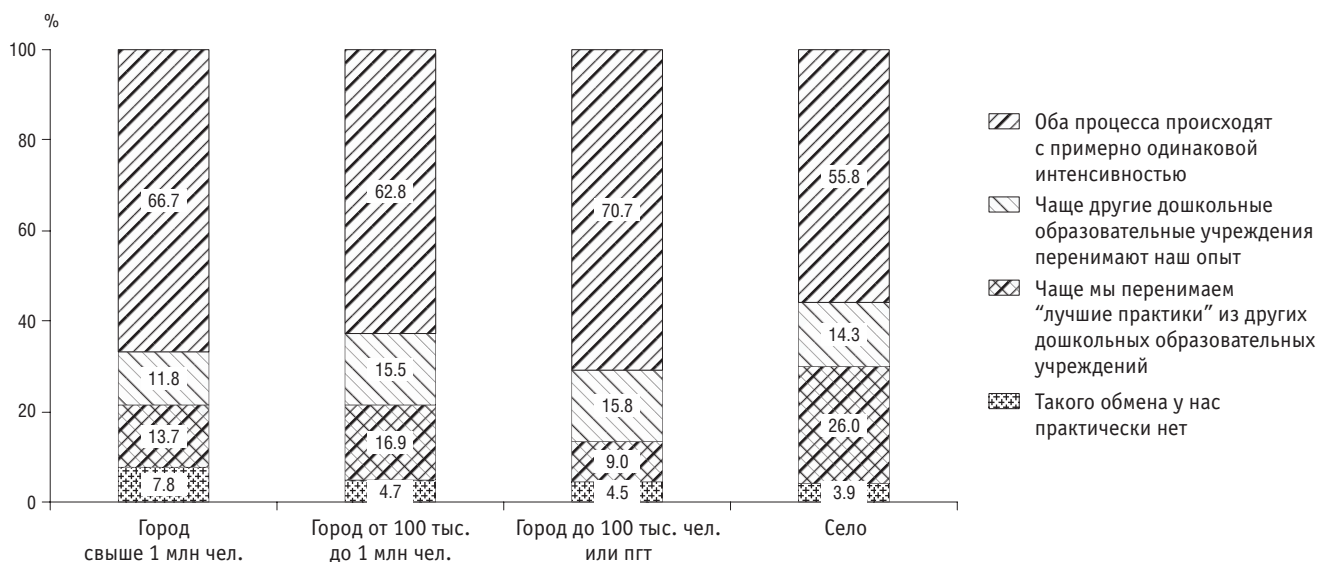 %
100
80
60
40
20
0
66.7
11.8
13.7
7.8
62.8
15.5
16.9
4.7
70.7
15.8
9.0
4.5
55.8
14.3
26.0
3.9
Город
свыше 1 млн чел.
Город от 100 тыс.
до 1 млн чел.
Город до 100 тыс. чел.
или пгт
Село
Оба процесса происходят
с примерно одинаковой
интенсивностью
Чаще другие дошкольные
образовательные учреждения
перенимают наш опыт
Чаще мы перенимаем
“лучшие практики” из других
дошкольных образовательных
учреждений
Такого обмена у нас
практически нет